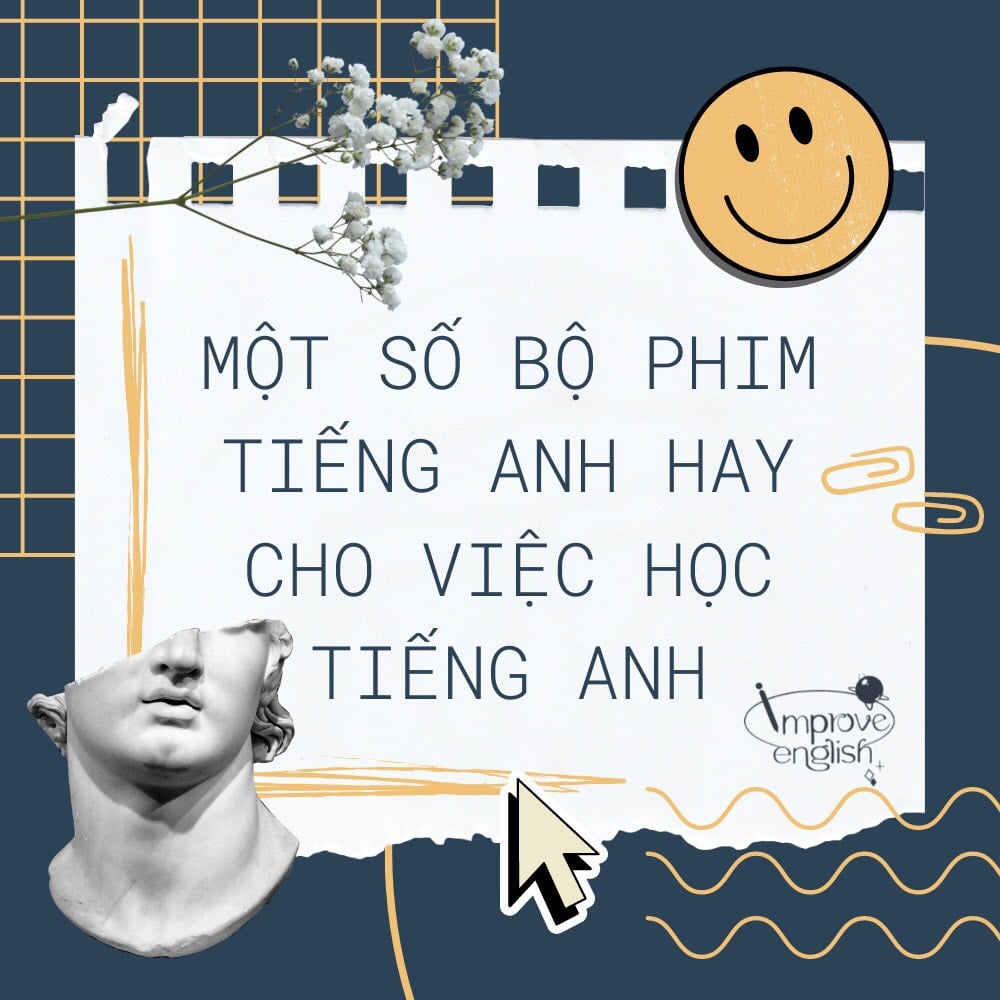 MỘT SỐ BỘ PHIM
TIẾNG ANH HAY
CHO VIỆC HỌC
TIẾNG ANH
improve
english